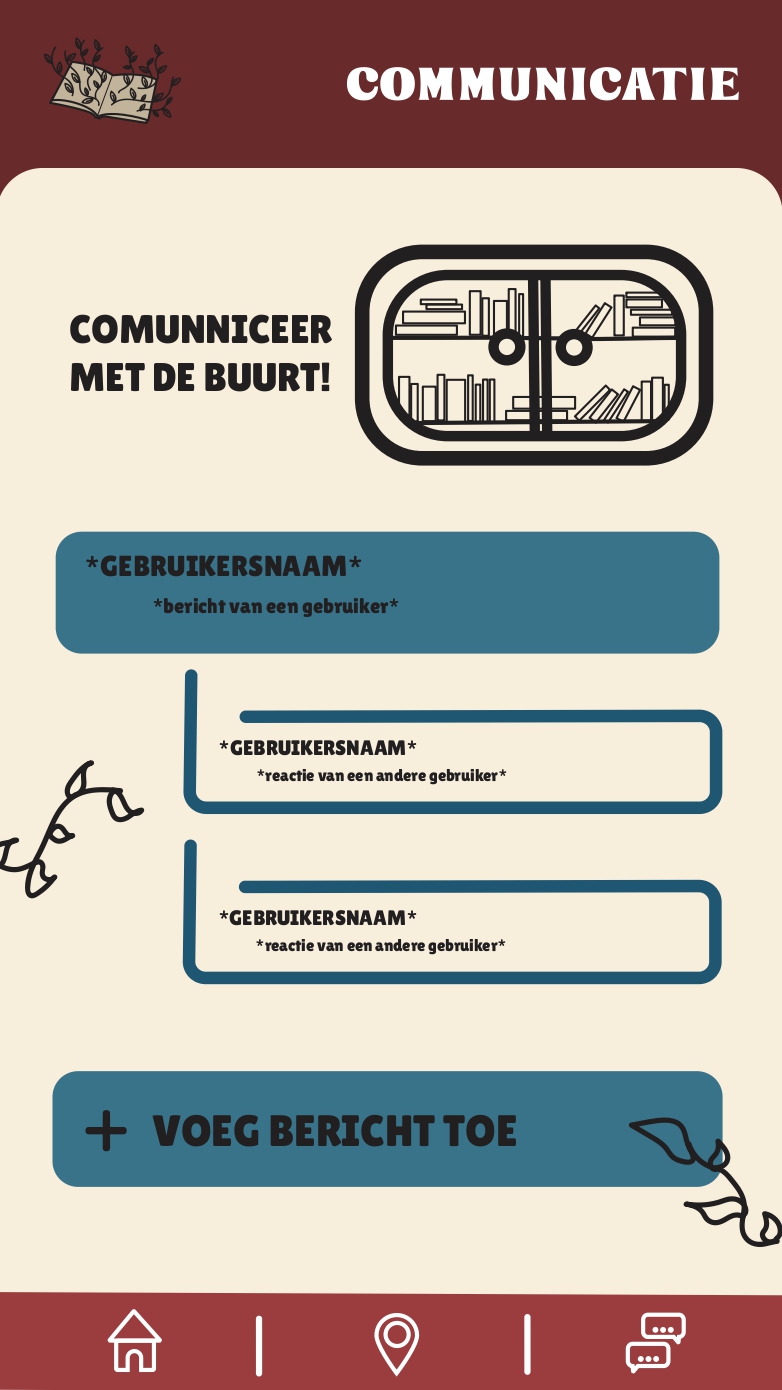 COMMUNICATIE
COMUNNICEER
MET DE BUURT!
*GEBRUIKERSNAAM*
*bericht van een gebruiker*
*GEBRUIKERSNAAM*
*reactie van een andere gebruiker*
*GEBRUIKERSNAAM*
*reactie van een andere gebruiker*
+ VOEG BERICHT TOE